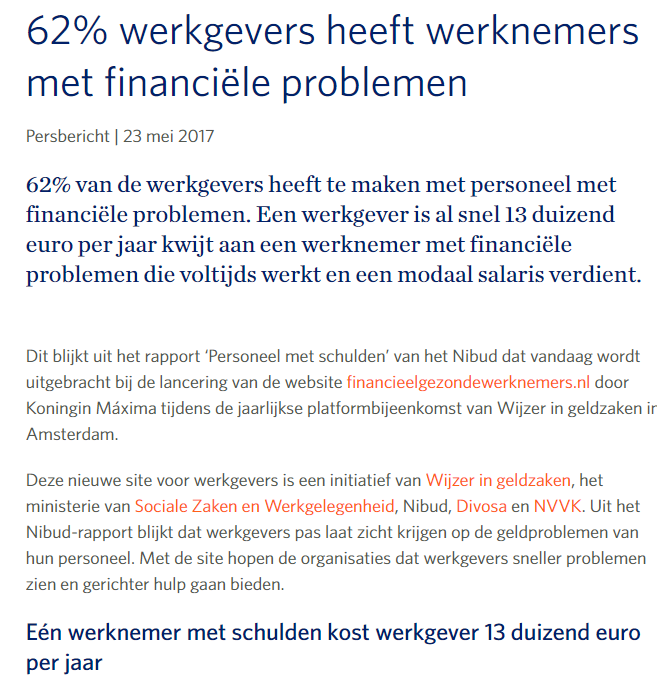 62% werkgevers heeft werknemers
met financiële problemen
Persbericht | 23 mei 2017
62% van de werkgevers heeft te maken met personeel met
financiële problemen. Een werkgever is al snel 13 duizend
euro per jaar kwijt aan een werknemer met financiële
problemen die voltijds werkt en een modaal salaris verdient.
Dit blijkt uit het rapport ‘Personeel met schulden’ van het Nibud dat vandaag wordt
uitgebracht bij de lancering van de website financieelgezondewerknemers.nl door
Koningin Máxima tijdens de jaarlijkse platformbijeenkomst van Wijzer in geldzaken in
Amsterdam.
Deze nieuwe site voor werkgevers is een initiatief van Wijzer in geldzaken, het
ministerie van Sociale Zaken en Werkgelegenheid, Nibud, Divosa en NVVK. Uit het
Nibud-rapport blijkt dat werkgevers pas laat zicht krijgen op de geldproblemen van
hun personeel. Met de site hopen de organisaties dat werkgevers sneller problemen
zien en gerichter hulp gaan bieden.
Eén werknemer met schulden kost werkgever 13 duizend euro
per jaar